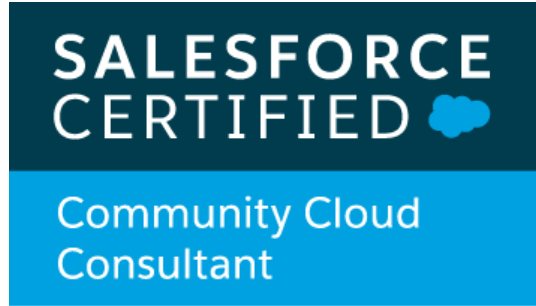 SALESFORCE
CERTIFIED
Community Cloud
Consultant